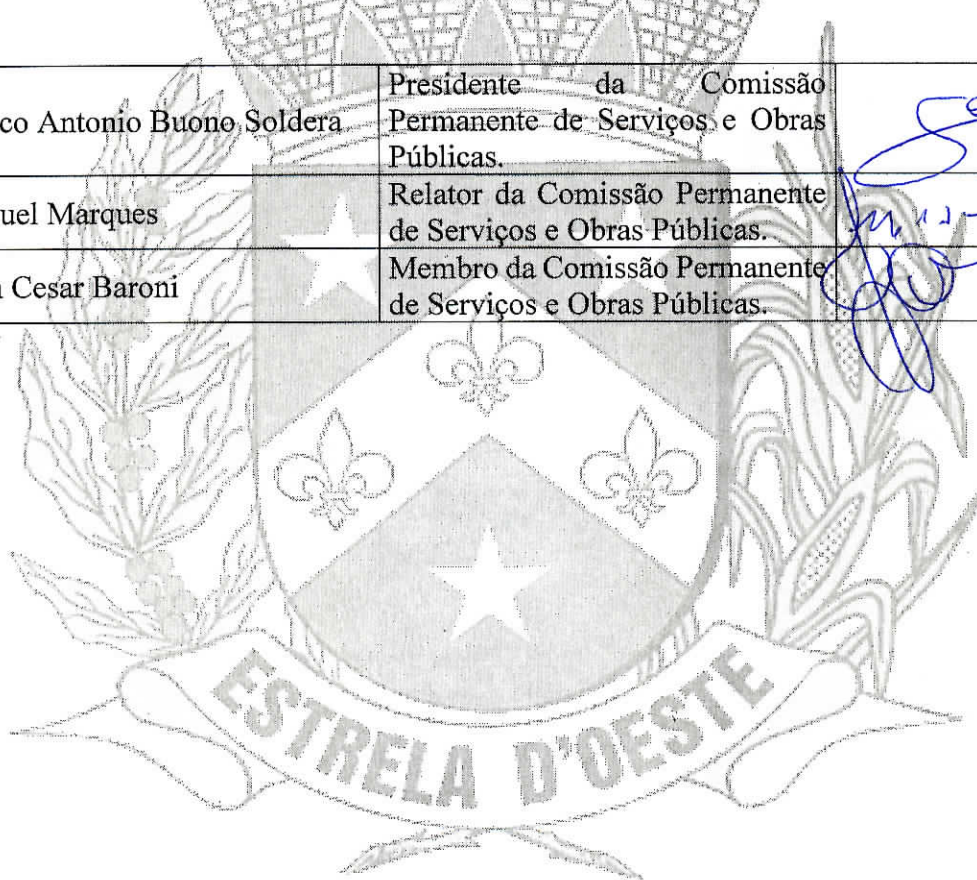 co Antonio Buono Soldera
Presidente da Comissão
Permanente de Serviços e Obras
Públicas.
uel Marques
Relator da Comissão Permanente
de Serviços e Obras Públicas.
Cesar Baroni
Membro da Comissão Permanente
de Serviços e Obras Públicas.
ESTRELA D'OESTE